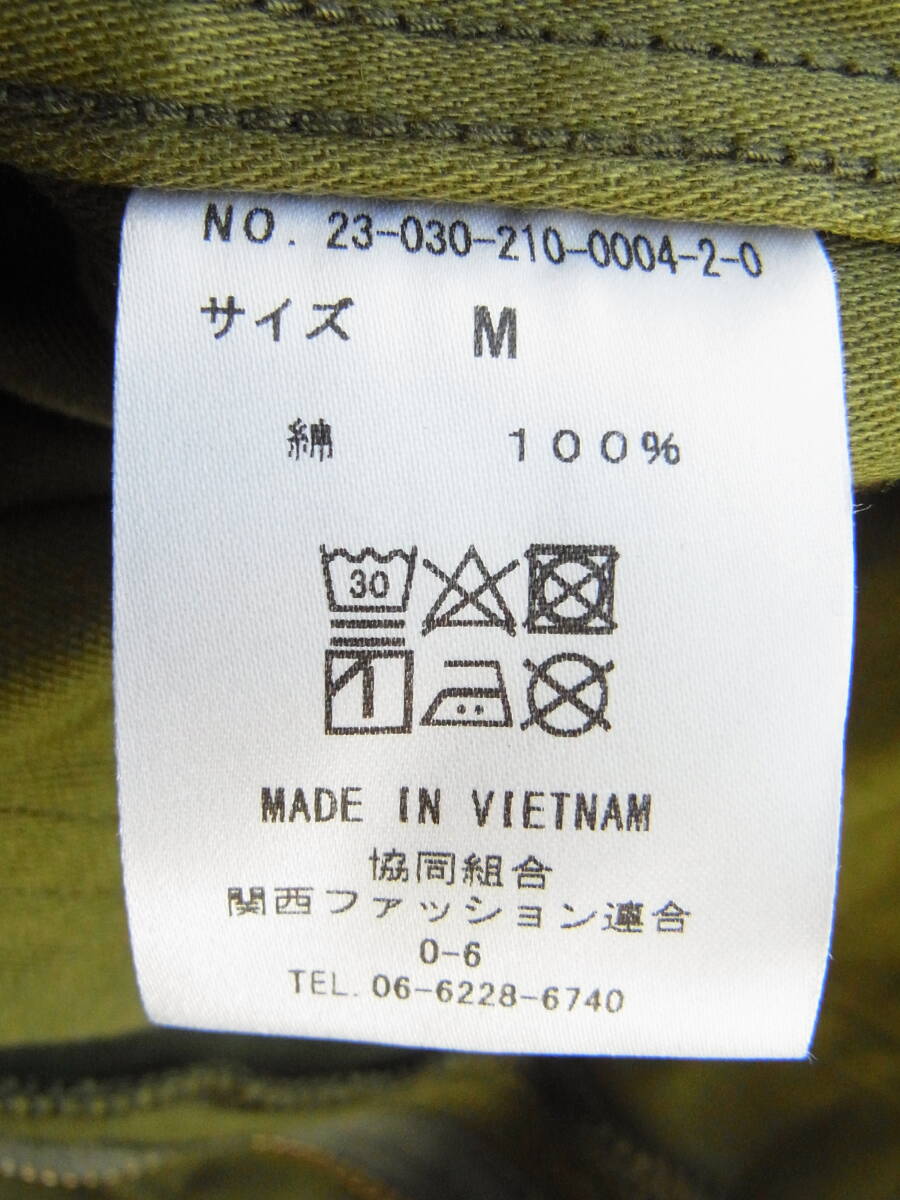 NO. 23-030-210-0004-2-0
サイズ M
綿 100%
30
MADE IN VIETNAM
協同組合
関西ファッション連合
0-6
TEL. 06-6228-6740